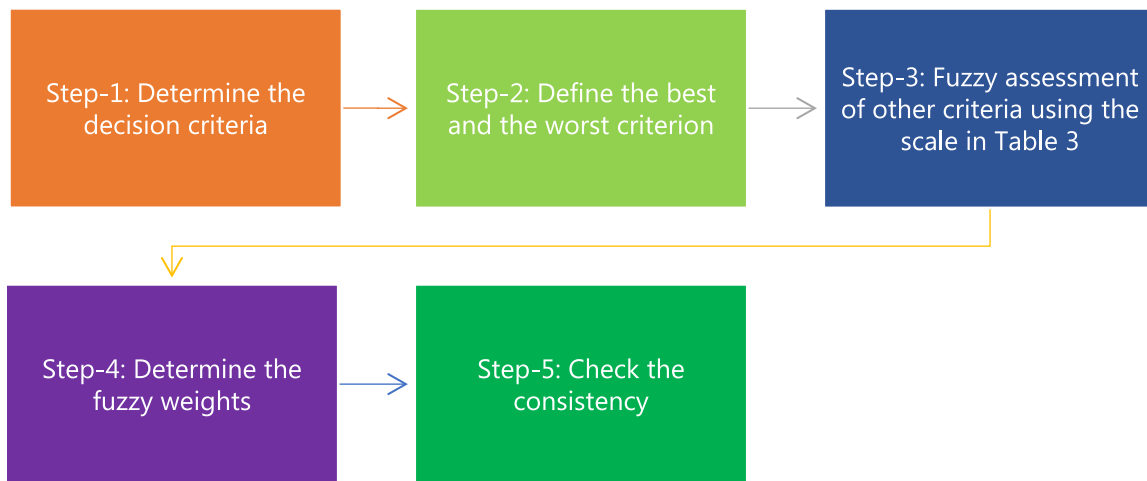 Step-1: Determine the
decision criteria
Step-2: Define the best
and the worst criterion
Step-3: Fuzzy assessment
of other criteria using the
scale in Table 3
Step-4: Determine the
fuzzy weights
Step-5: Check the
consistency